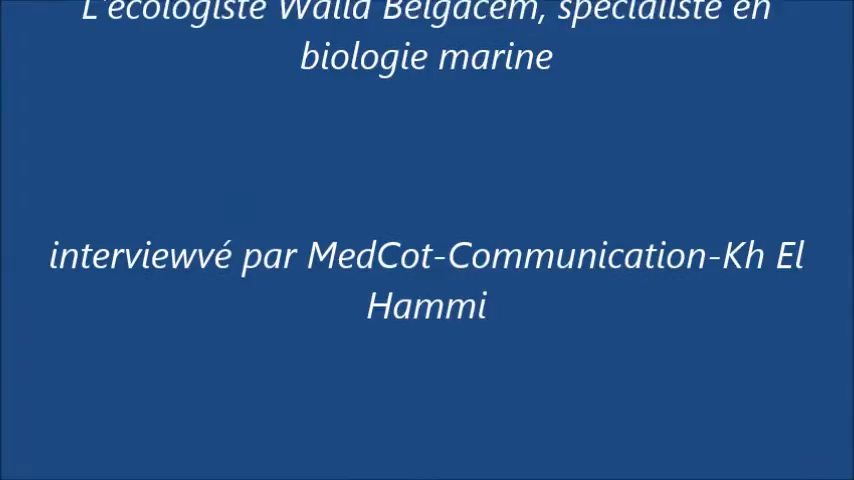 L'écologiste Walid Belgacem, spécialiste en
biologie marine
interviewvé par MedCot-Communication-Kh El
Hammi